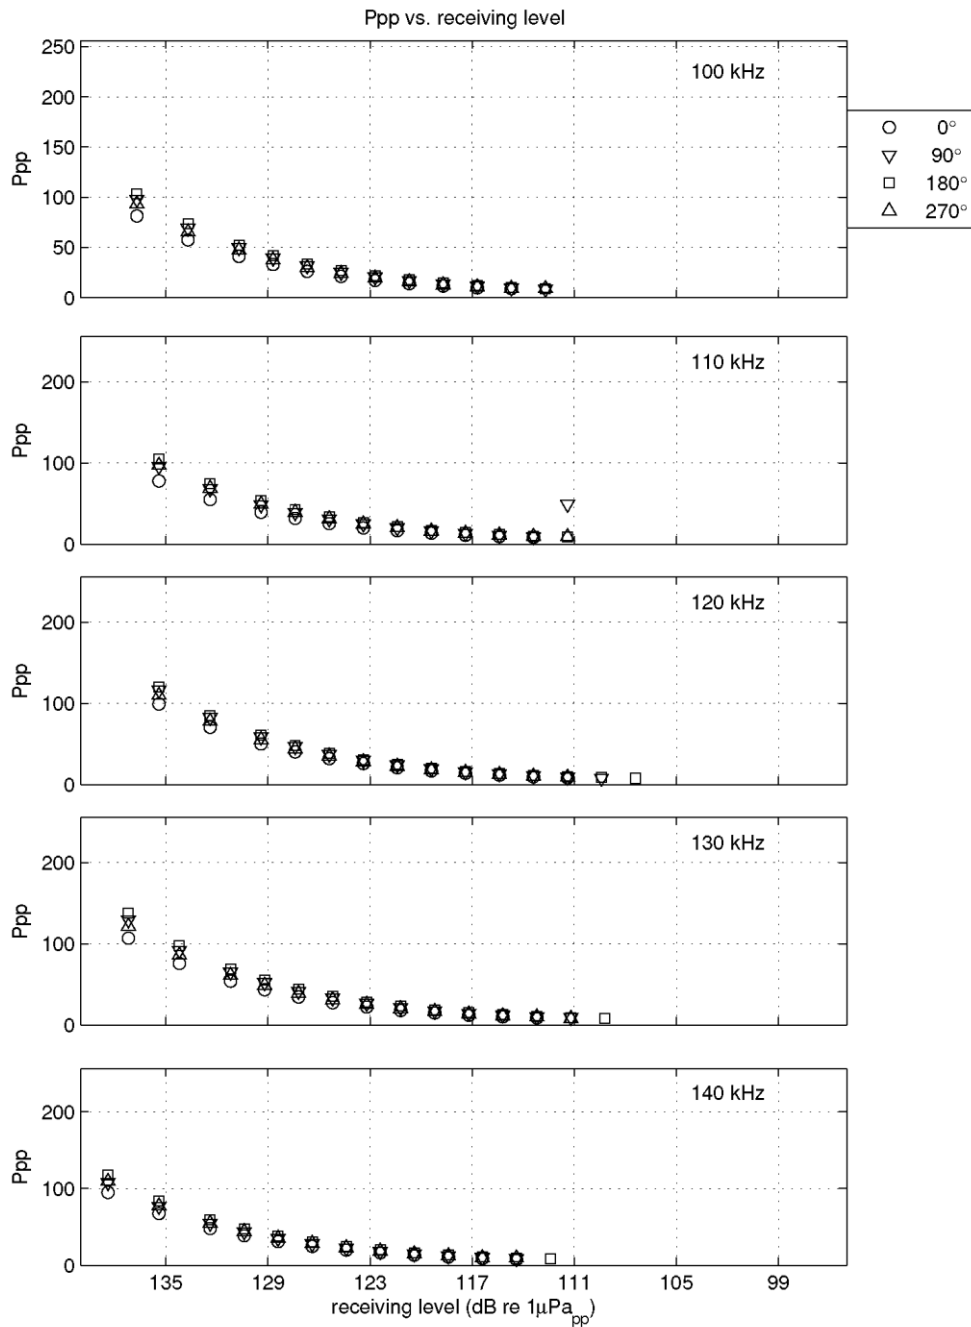 Ppp vs. receiving level
250
200
150
100
50
0
Ppp
100 kHz
0°
90°
180°
270°
200
100
0
Ppp
110 kHz
200
100
0
Ppp
120 kHz
200
100
0
Ppp
130 kHz
200
100
0
Ppp
140 kHz
135 129 123 117 111 105 99
receiving level (dB re 1μPapp)